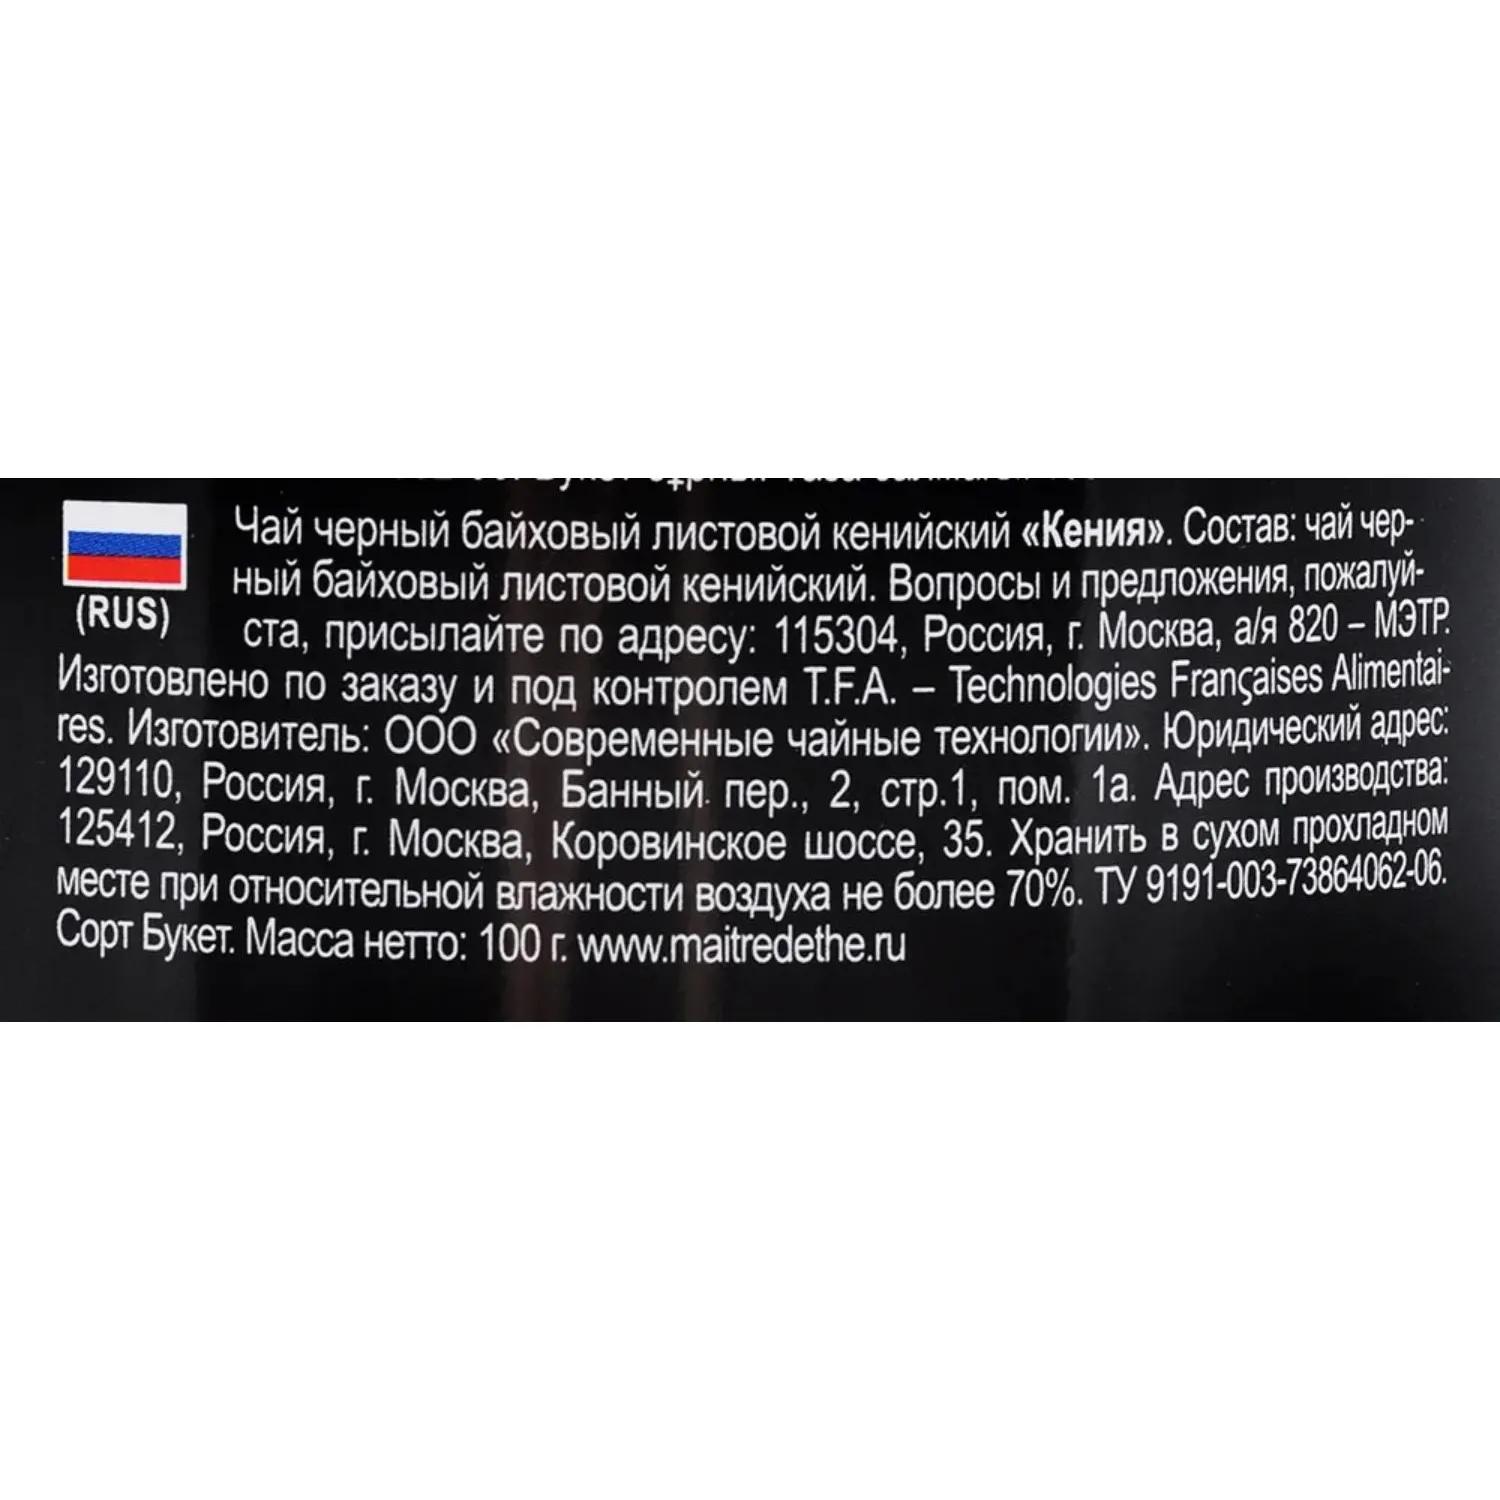 Чай черный байховый листовой кенийский «Кения». Состав: чай чер-
ный байховый листовой кенийский. Вопросы и предложения, пожалуй-
(RUS)
ста, присылайте по адресу: 115304, Россия, г. Москва, а/я 820 – МЭТР.
Изготовлено по заказу и под контролем T.F.A. – Technologies Françaises Alimentai-
res. Изготовитель: ООО «Современные чайные технологии». Юридический адрес:
129110, Россия, г. Москва, Банный пер., 2, стр.1, пом. 1а. Адрес производства:
125412, Россия, г. Москва, Коровинское шоссе, 35. Хранить в сухом прохладном
месте при относительной влажности воздуха не более 70%. ТУ 9191-003-73864062-06.
Сорт Букет. Масса нетто: 100 г. www.maitredethe.ru